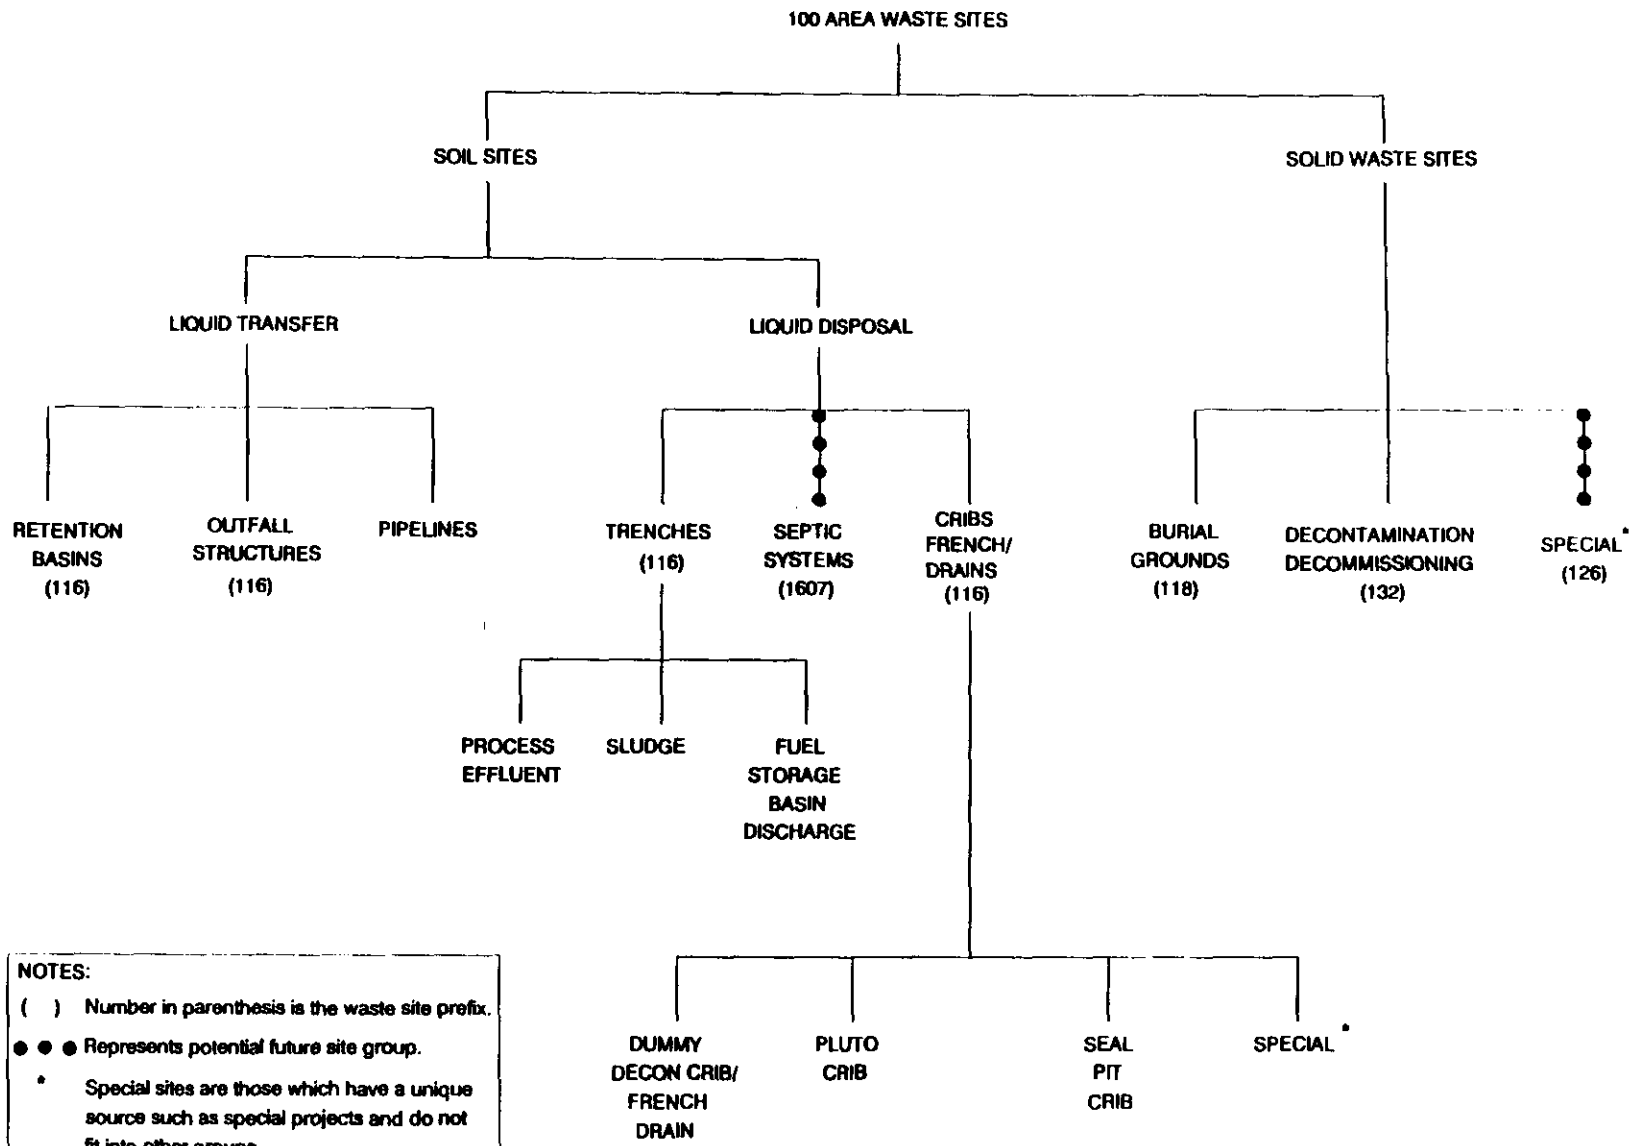 100 AREA WASTE SITES
SOIL SITES
SOLID WASTE SITES
LIQUID TRANSFER
LIQUID DISPOSAL
RETENTION
BASINS
(116)
OUTFALL
STRUCTURES
(116)
PIPELINES
TRENCHES
(116)
SEPTIC
SYSTEMS
(1607)
CRIBS
FRENCH/
DRAINS
(116)
BURIAL
GROUNDS
(118)
DECONTAMINATION
DECOMMISSIONING
(132)
SPECIAL*
(126)
PROCESS
EFFLUENT
SLUDGE
FUEL
STORAGE
BASIN
DISCHARGE
DUMMY
DECON CRIB/
FRENCH
DRAIN
PLUTO
CRIB
SEAL
PIT
CRIB
SPECIAL*
NOTES:
( ) Number in parenthesis is the waste site prefix.
●●● Represents potential future site group.
* Special sites are those which have a unique
source such as special projects and do not
fit into other groups